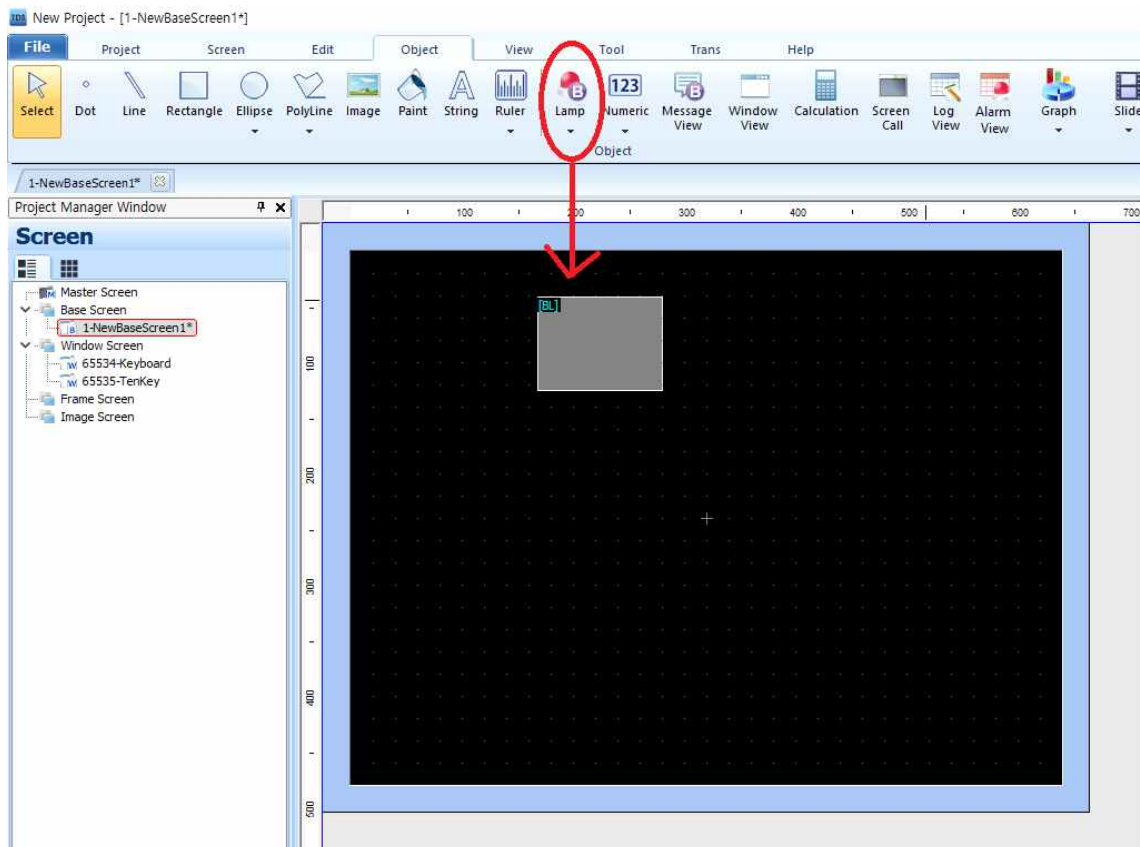 TDS New Project - [1-NewBaseScreen1*]
File Project Screen Edit Object View Tool Trans Help
Select Dot Line Rectangle Ellipse PolyLine Image Paint String Ruler Lamp Numeric Message View Window View Calculation Screen Call Log View Alarm View Graph Slide
123
Object
1-NewBaseScreen1*
Project Manager Window
Screen
Master Screen
Base Screen
1-NewBaseScreen1*
Window Screen
65534-Keyboard
65535-TenKey
Frame Screen
Image Screen
100 200 300 400 500 600 700
[BL]
100
200
300
400
500